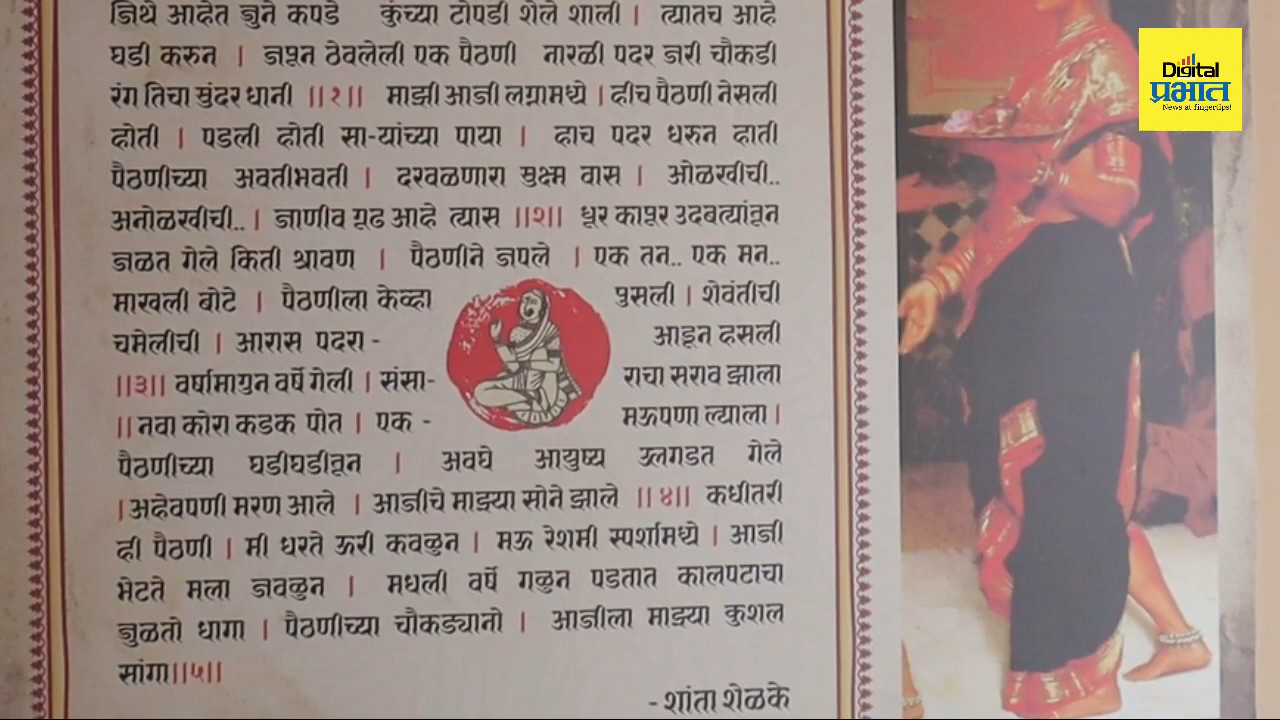 जिथे आहेत जुने कपडे कुंच्या टोपडी शेले शाली | त्यातच आहे
घडी करुन | जपून ठेवलेली एक पैठणी नारळी पदर जरी चौकडी
रंग तिचा सुंदर धानी ||१|| माझी आजी लग्नामध्ये | हीच पैठणी नेसली
होती | पडली होती सा-यांच्या पाया | हाच पदर धरुन हाती
पैठणीच्या अवतीभवती | दरवळणारा सुक्ष्म वास | ओळखीची..
अनोळखीची.. | जाणीव गूढ आहे त्यास ||२|| धूर कापूर उदबत्यांतून
जळत गेले किती श्रावण | पैठणीने जपले | एक तन.. एक मन..
माखली बोटे | पैठणीला केव्हा पुसली | शेवंतीची
चमेलीची | आरास पदरा - आडून हसली
||३|| वर्षामागुन वर्षे गेली | संसा- राचा सराव झाला
|| नवा कोरा कडक पोत | एक - मऊपणा ल्याला |
पैठणीच्या घडीघडीतून | अवघे आयुष्य उलगडत गेले
| अहेवपणी मरण आले | आजीचे माझ्या सोने झाले ||४|| कधीतरी
ही पैठणी | मी धरते ऊरी कवळुन | मऊ रेशमी स्पर्शामध्ये | आजी
भेटते मला जवळुन | मधली वर्षे गळुन पडतात कालपटाचा
जुळतो धागा | पैठणीच्या चौकड्यानो | आजीला माझ्या कुशल
सांगा||५||
- शांता शेळके
Digital
प्रभात
News at fingertips!